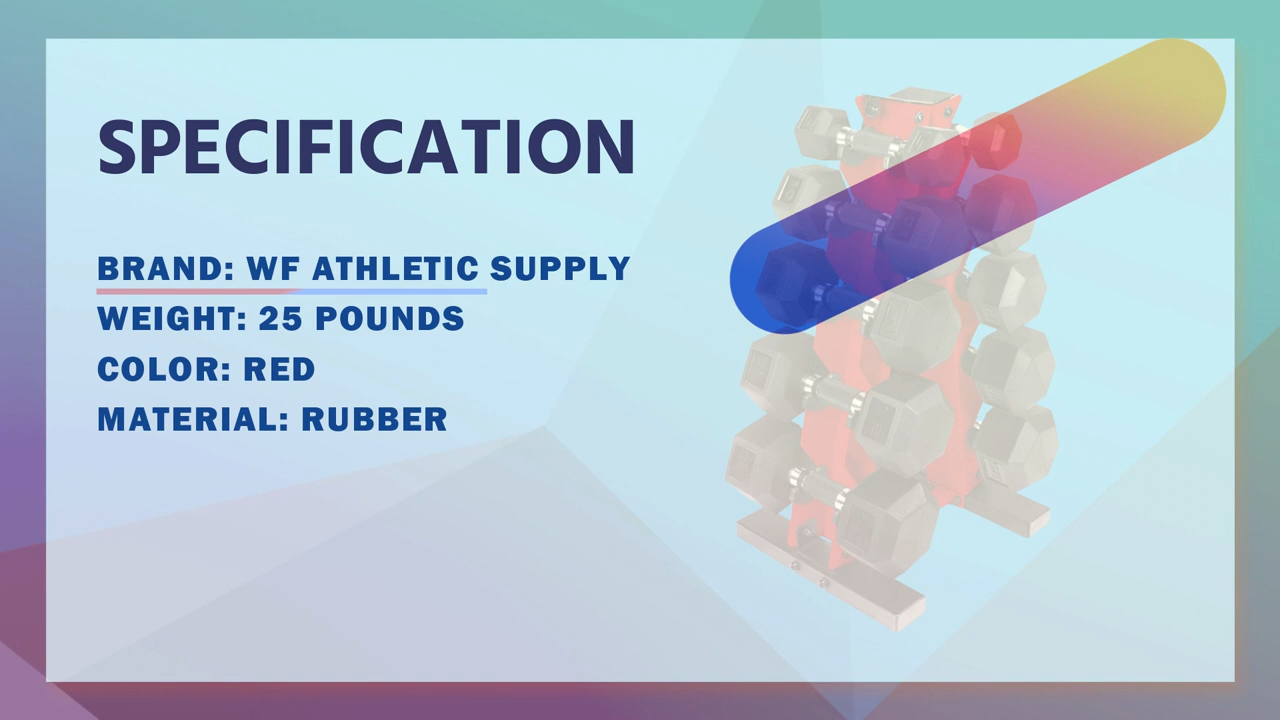 SPECIFICATION
BRAND: WF ATHLETIC SUPPLY
WEIGHT: 25 POUNDS
COLOR: RED
MATERIAL: RUBBER